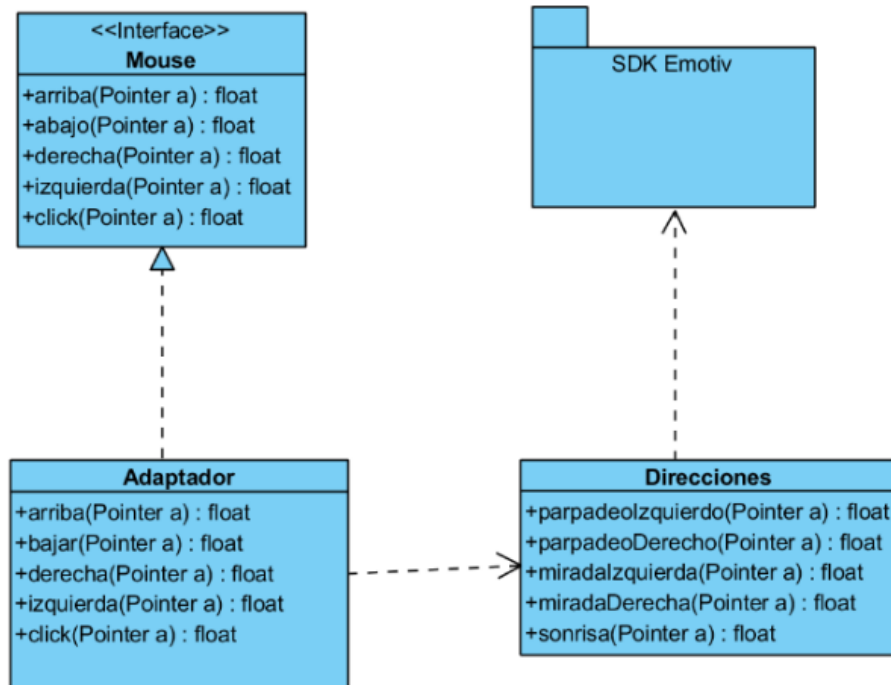 <<Interface>>
Mouse
+arriba(Pointer a) : float
+abajo(Pointer a) : float
+derecha(Pointer a) : float
+izquierda(Pointer a) : float
+click(Pointer a) : float
SDK Emotiv
Adaptador
+arriba(Pointer a) : float
+bajar(Pointer a) : float
+derecha(Pointer a) : float
+izquierda(Pointer a) : float
+click(Pointer a) : float
Direcciones
+parpadeoIzquierdo(Pointer a) : float
+parpadeoDerecho(Pointer a) : float
+miradaIzquierda(Pointer a) : float
+miradaDerecha(Pointer a) : float
+sonrisa(Pointer a) : float